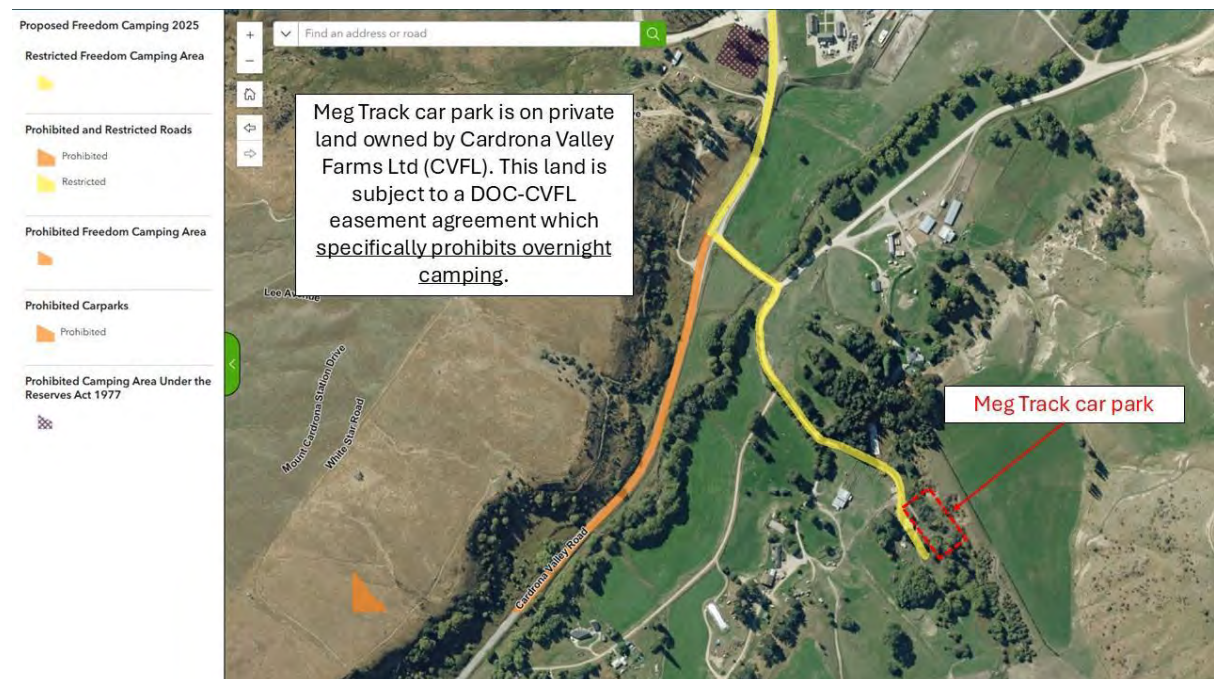 Proposed Freedom Camping 2025
Restricted Freedom Camping Area
Prohibited and Restricted Roads
Prohibited
Restricted
Prohibited Freedom Camping Area
Prohibited Carparks
Prohibited
Prohibited Camping Area Under the
Reserves Act 1977
Find an address or road
Meg Track car park is on private
land owned by Cardrona Valley
Farms Ltd (CVFL). This land is
subject to a DOC-CVFL
easement agreement which
specifically prohibits overnight
camping.
Mount Cardrona Station Drive
White Star Road
Cardrona Valley Road
Meg Track car park